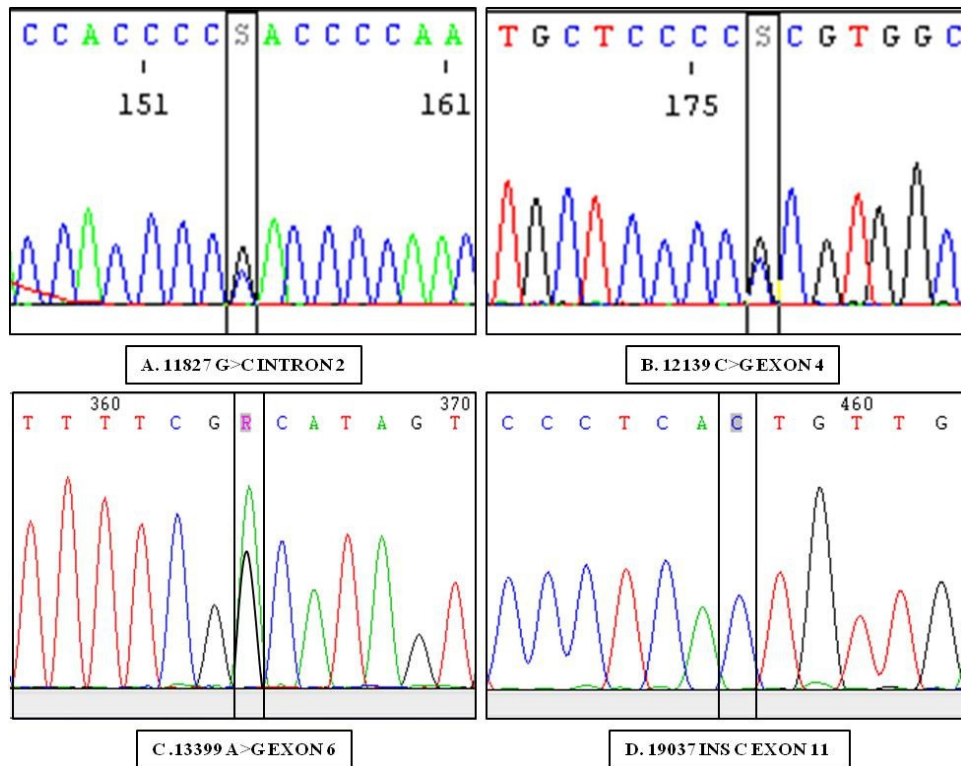 C C A C C C C S A C C C C A A
151 161
A. 11827 G>C INTRON 2
T G C T C C C C S C G T G G C
175
B. 12139 C>G EXON 4
360 370
T T T T C G R C A T A G T
C .13399 A>G EXON 6
460
C C C T C A C T G T T G
D. 19037 INS C EXON 11